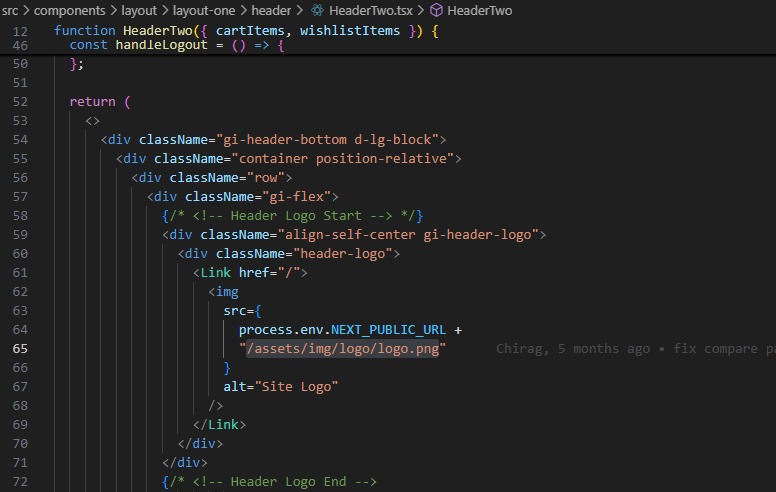 src > components > layout > layout-one > header > HeaderTwo.tsx > HeaderTwo
12 function HeaderTwo({ cartItems, wishlistItems }) {
46 const handleLogout = () => {
50 };
51
52 return (
53 <>
54 <div className="gi-header-bottom d-lg-block">
55 <div className="container position-relative">
56 <div className="row">
57 <div className="gi-flex">
58 {/* <!-- Header Logo Start --> */}
59 <div className="align-self-center gi-header-logo">
60 <div className="header-logo">
61 <Link href="/">
62 <img
63 src={
64 process.env.NEXT_PUBLIC_URL +
65 "/assets/img/logo/logo.png" Chirag, 5 months ago • fix compare p
66 }
67 alt="Site Logo"
68 />
69 </Link>
70 </div>
71 </div>
72 {/* <!-- Header Logo End -->